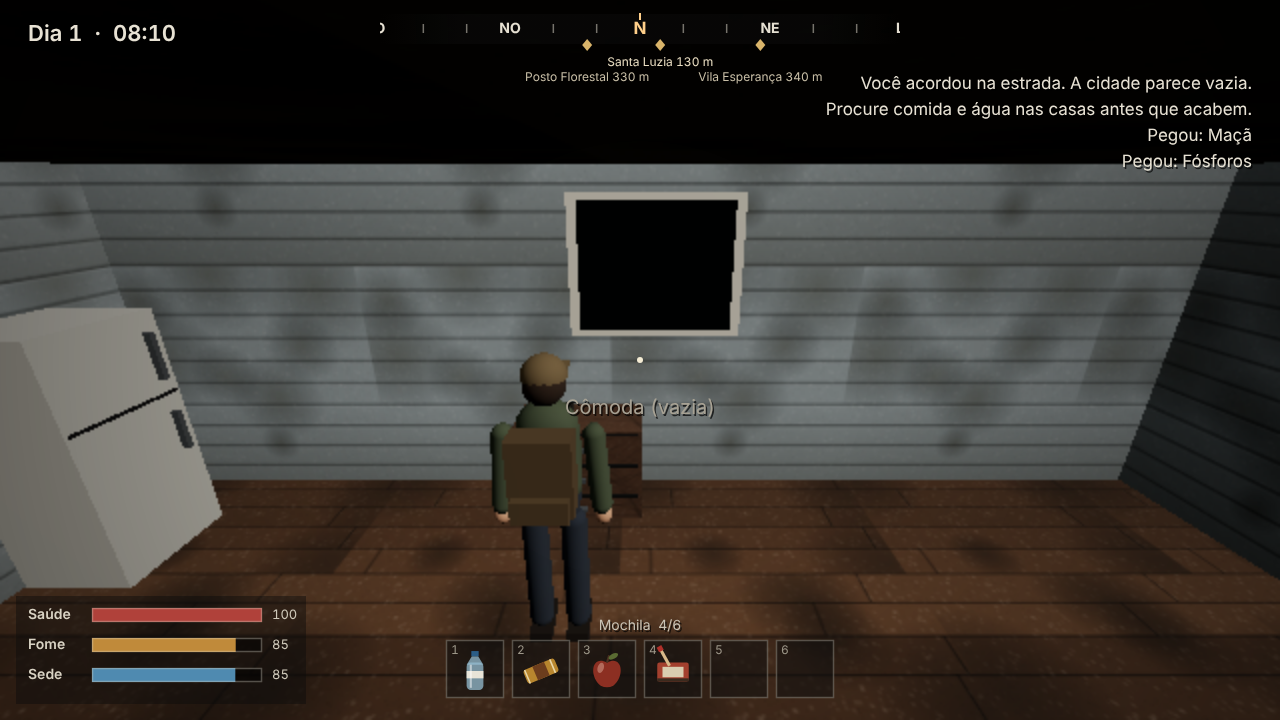 Dia 1 · 08:10
NO
N
NE
Santa Luzia 130 m
Posto Florestal 330 m
Vila Esperança 340 m
Você acordou na estrada. A cidade parece vazia.
Procure comida e água nas casas antes que acabem.
Pegou: Maçã
Pegou: Fósforos
Cômoda (vazia)
Saúde 100
Fome 85
Sede 85
Mochila 4/6
1 2 3 4 5 6